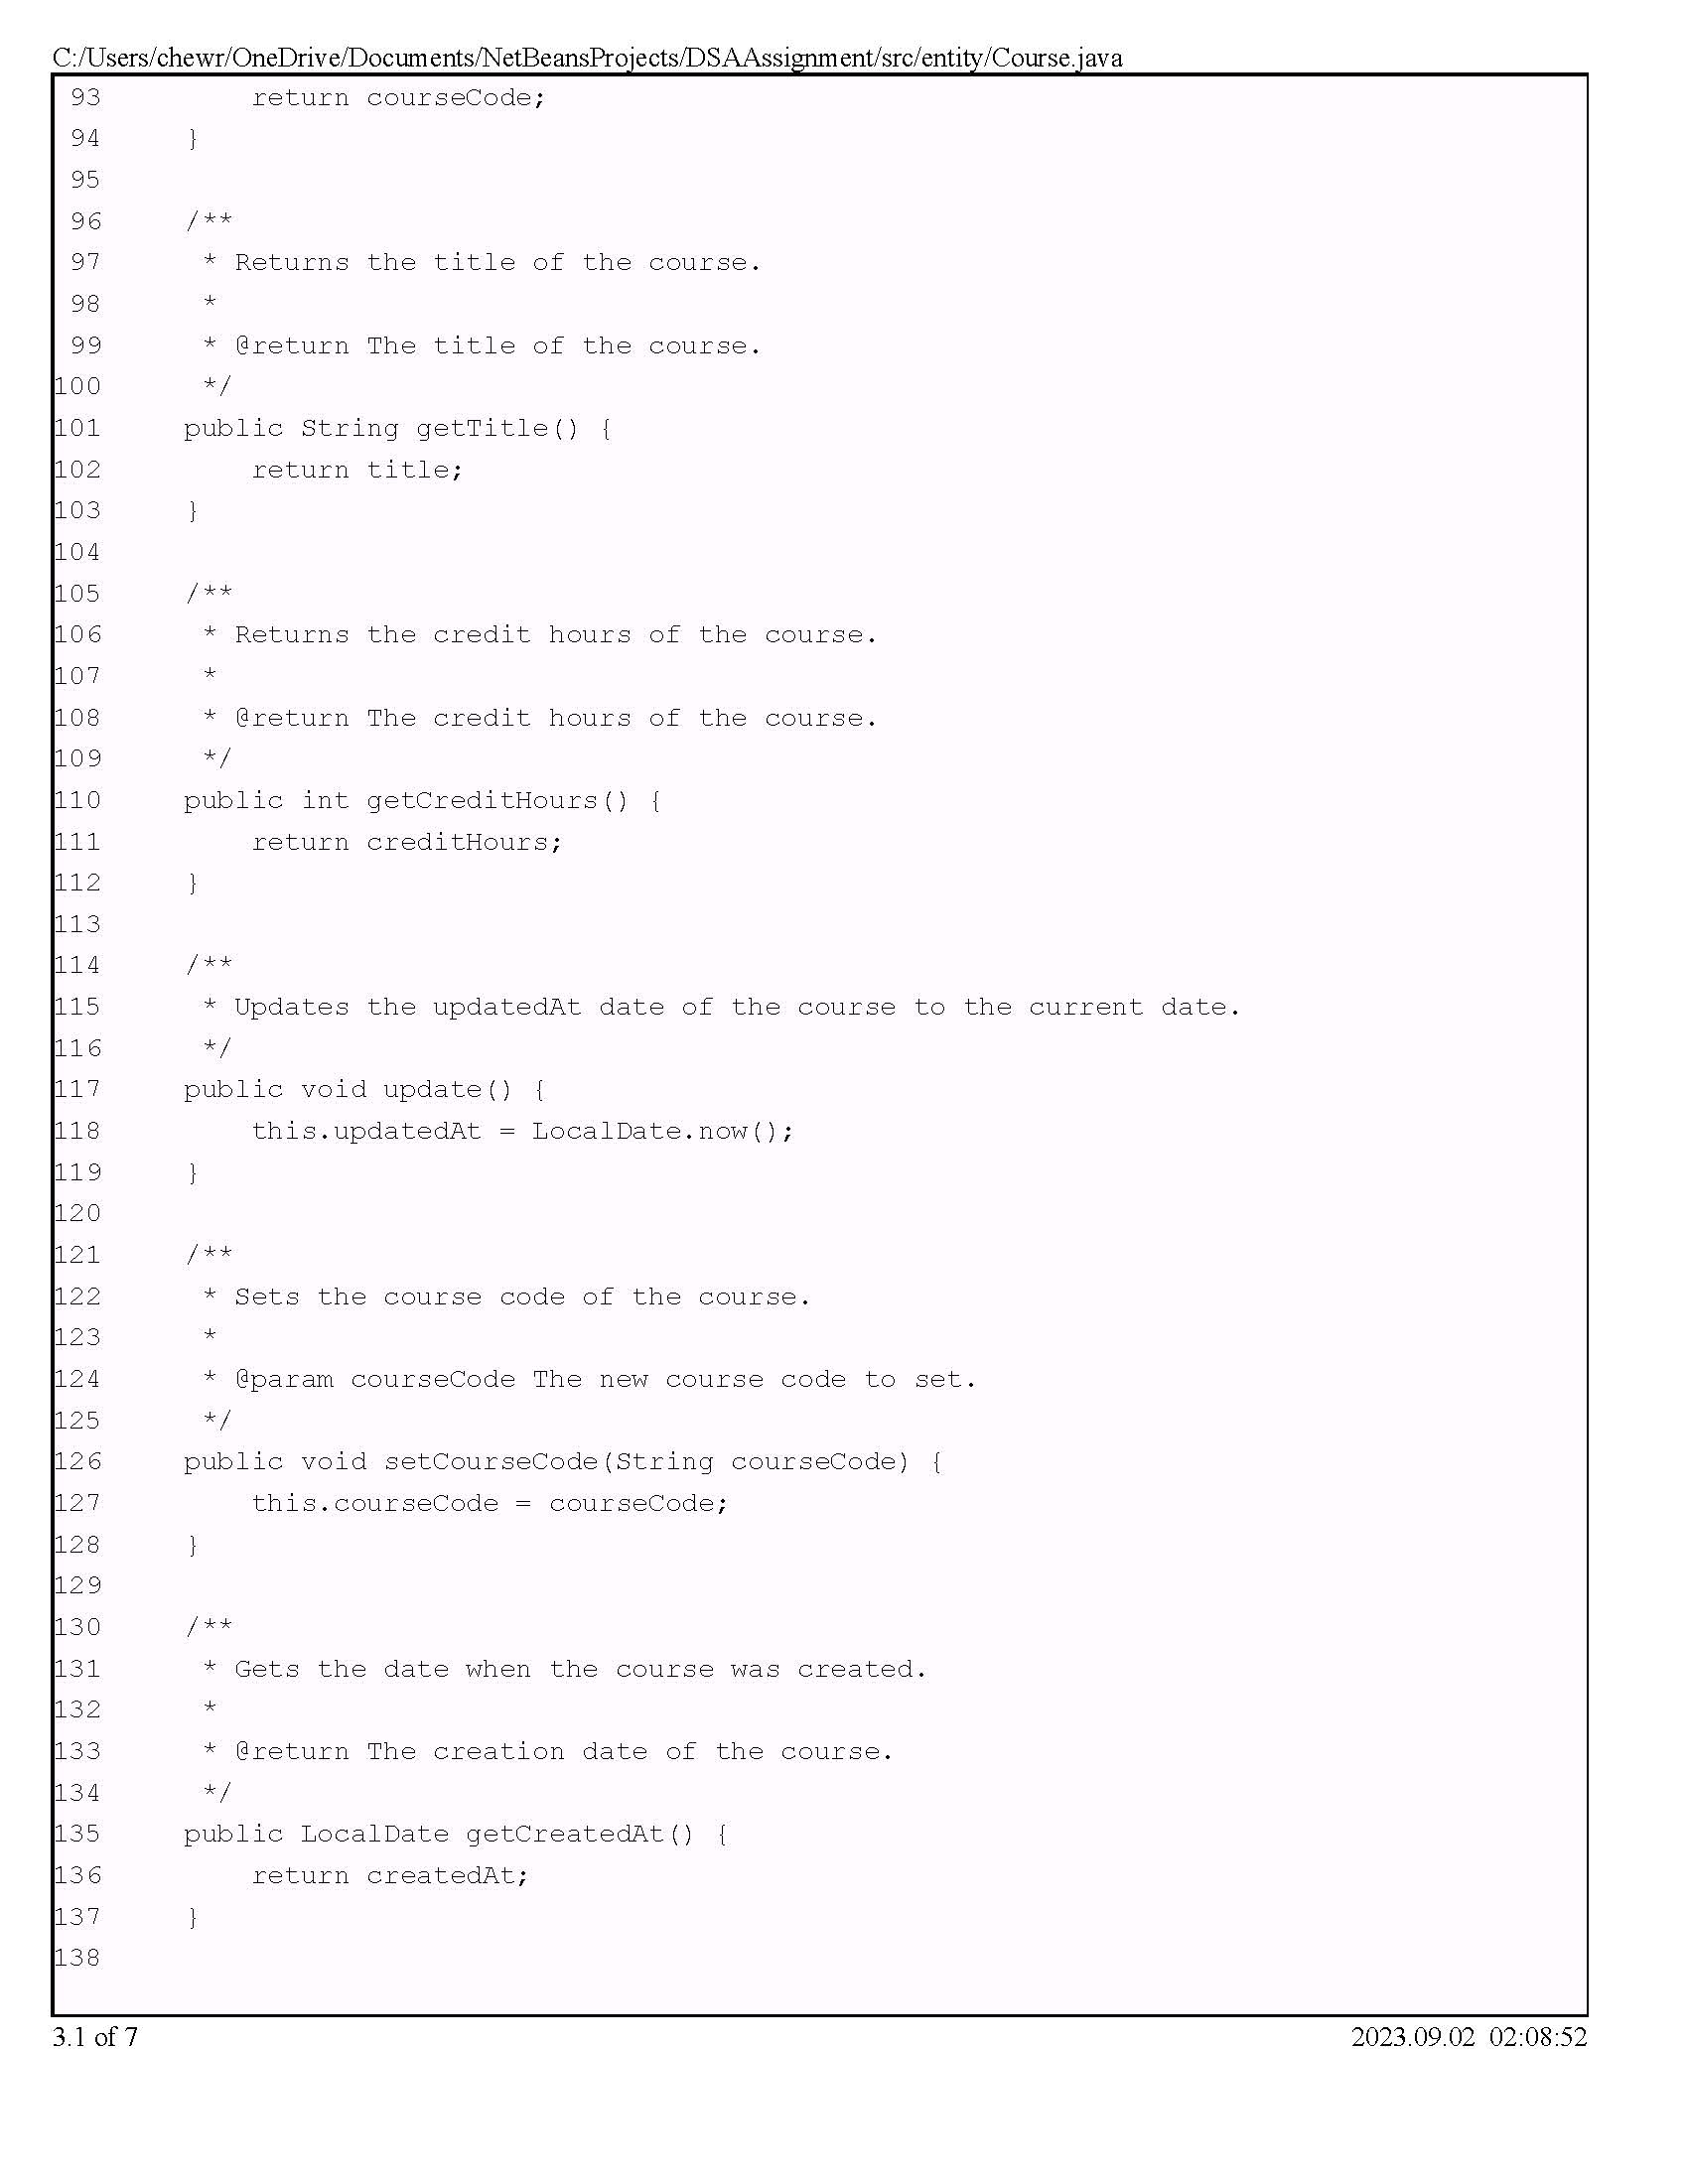 C:/Users/chewr/OneDrive/Documents/NetBeansProjects/DSAAssignment/src/entity/Course.java
93         return courseCode;
94     }
95
96     /**
97      * Returns the title of the course.
98      *
99      * @return The title of the course.
100      */
101     public String getTitle() {
102         return title;
103     }
104
105     /**
106      * Returns the credit hours of the course.
107      *
108      * @return The credit hours of the course.
109      */
110     public int getCreditHours() {
111         return creditHours;
112     }
113
114     /**
115      * Updates the updatedAt date of the course to the current date.
116      */
117     public void update() {
118         this.updatedAt = LocalDate.now();
119     }
120
121     /**
122      * Sets the course code of the course.
123      *
124      * @param courseCode The new course code to set.
125      */
126     public void setCourseCode(String courseCode) {
127         this.courseCode = courseCode;
128     }
129
130     /**
131      * Gets the date when the course was created.
132      *
133      * @return The creation date of the course.
134      */
135     public LocalDate getCreatedAt() {
136         return createdAt;
137     }
138
3.1 of 7 2023.09.02 02:08:52